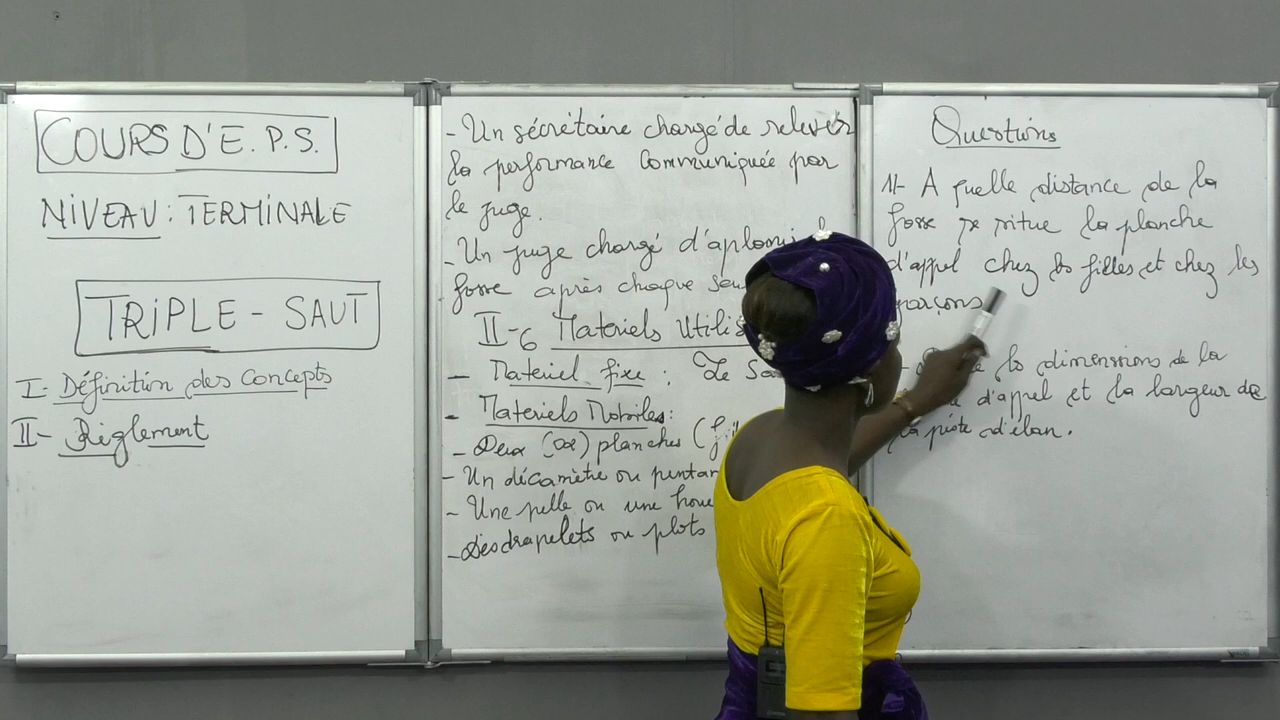 COURS D'E. P.S.
NIVEAU : TERMINALE
TRIPLE - SAUT
I- Définition des Concepts
II- Règlement
- Un sécrétaire chargé de relever
la performance communiquée par
le juge.
- Un juge chargé d'aplanir
fosse après chaque
II-6 Materiels
- Materiel fixe : Le
- Materiels Mobiles :
- Deux (02) planches
- Un décamètre ou
- Une pelle ou une
- Des drapelets ou plots
Questions
1- A quelle distance de la
fosse se situe la planche
d'appel chez les filles et chez les
garçons
les dimensions de la
d'appel et la largeur de
la piste d'élan.